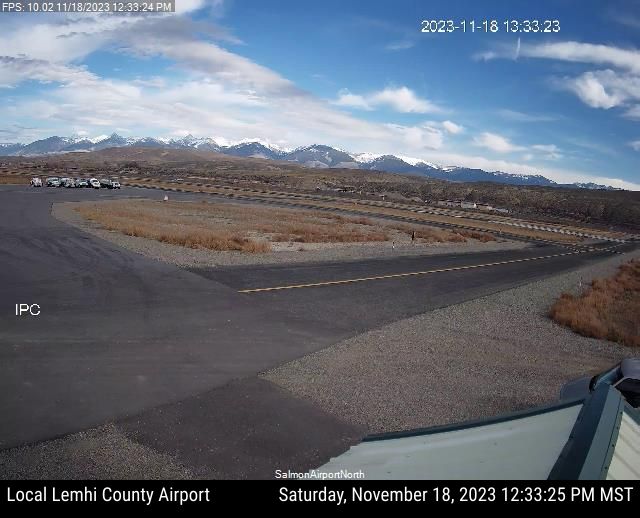 FPS: 10.02 11/18/2023 12:33:24 PM
2023-11-18 13:33:23
IPC
SalmonAirportNorth
Local Lemhi County Airport Saturday, November 18, 2023 12:33:25 PM MST